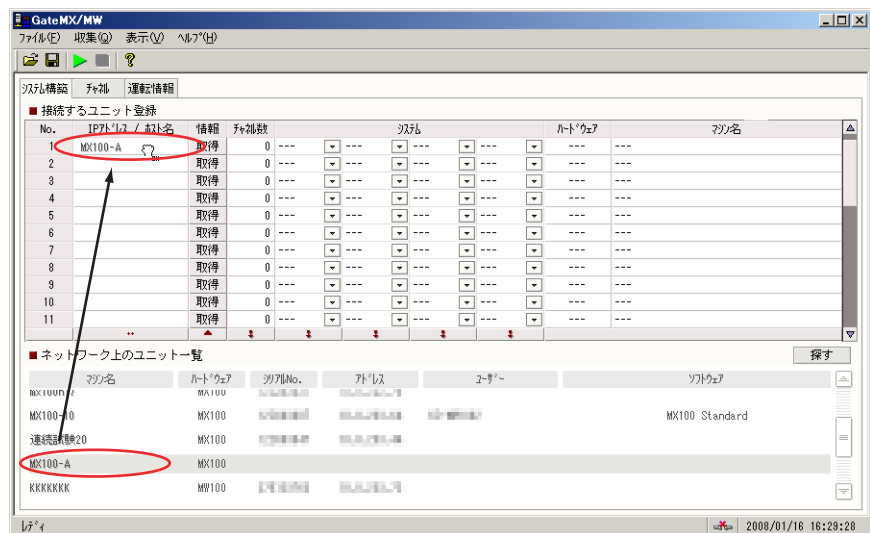 GateMX/MW
ﾌｧｲﾙ(F) 収集(Q) 表示(V) ﾍﾙﾌﾟ(H)
ｼｽﾃﾑ構築 ﾁｬﾈﾙ 運転情報
■ 接続するユニット登録
No. IPｱﾄﾞﾚｽ / ﾎｽﾄ名 情報 ﾁｬﾈﾙ数 ｼｽﾃﾑ ﾊｰﾄﾞｳｪｱ ﾏｼﾝ名
1 MX100-A 取得 0 --- --- --- --- --- ---
2 取得 0 --- --- --- --- --- ---
3 取得 0 --- --- --- --- --- ---
4 取得 0 --- --- --- --- --- ---
5 取得 0 --- --- --- --- --- ---
6 取得 0 --- --- --- --- --- ---
7 取得 0 --- --- --- --- --- ---
8 取得 0 --- --- --- --- --- ---
9 取得 0 --- --- --- --- --- ---
10 取得 0 --- --- --- --- --- ---
11 取得 0 --- --- --- --- --- ---
■ ネットワーク上のユニット一覧 探す
ﾏｼﾝ名 ﾊｰﾄﾞｳｪｱ ｼﾘｱﾙNo. ｱﾄﾞﾚｽ ﾕｰｻﾞｰ ｿﾌﾄｳｪｱ
MX100
MX100-10 MX100 MX100 Standard
連続試験20 MX100
MX100-A MX100
KKKKKKK MW100
ﾚﾃﾞｨ 2008/01/16 16:29:28